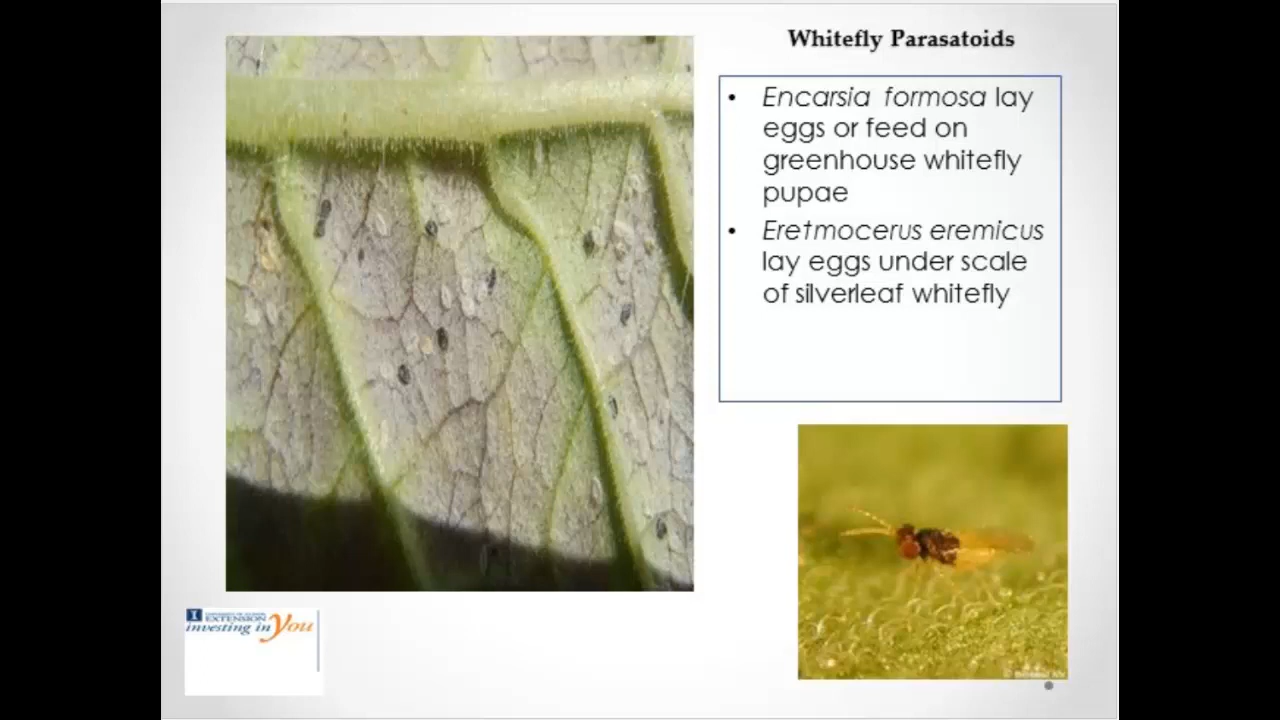 Whitefly Parasatoids
• Encarsia formosa lay
eggs or feed on
greenhouse whitefly
pupae
• Eretmocerus eremicus
lay eggs under scale
of silverleaf whitefly
I
EXTENSION
investing in you